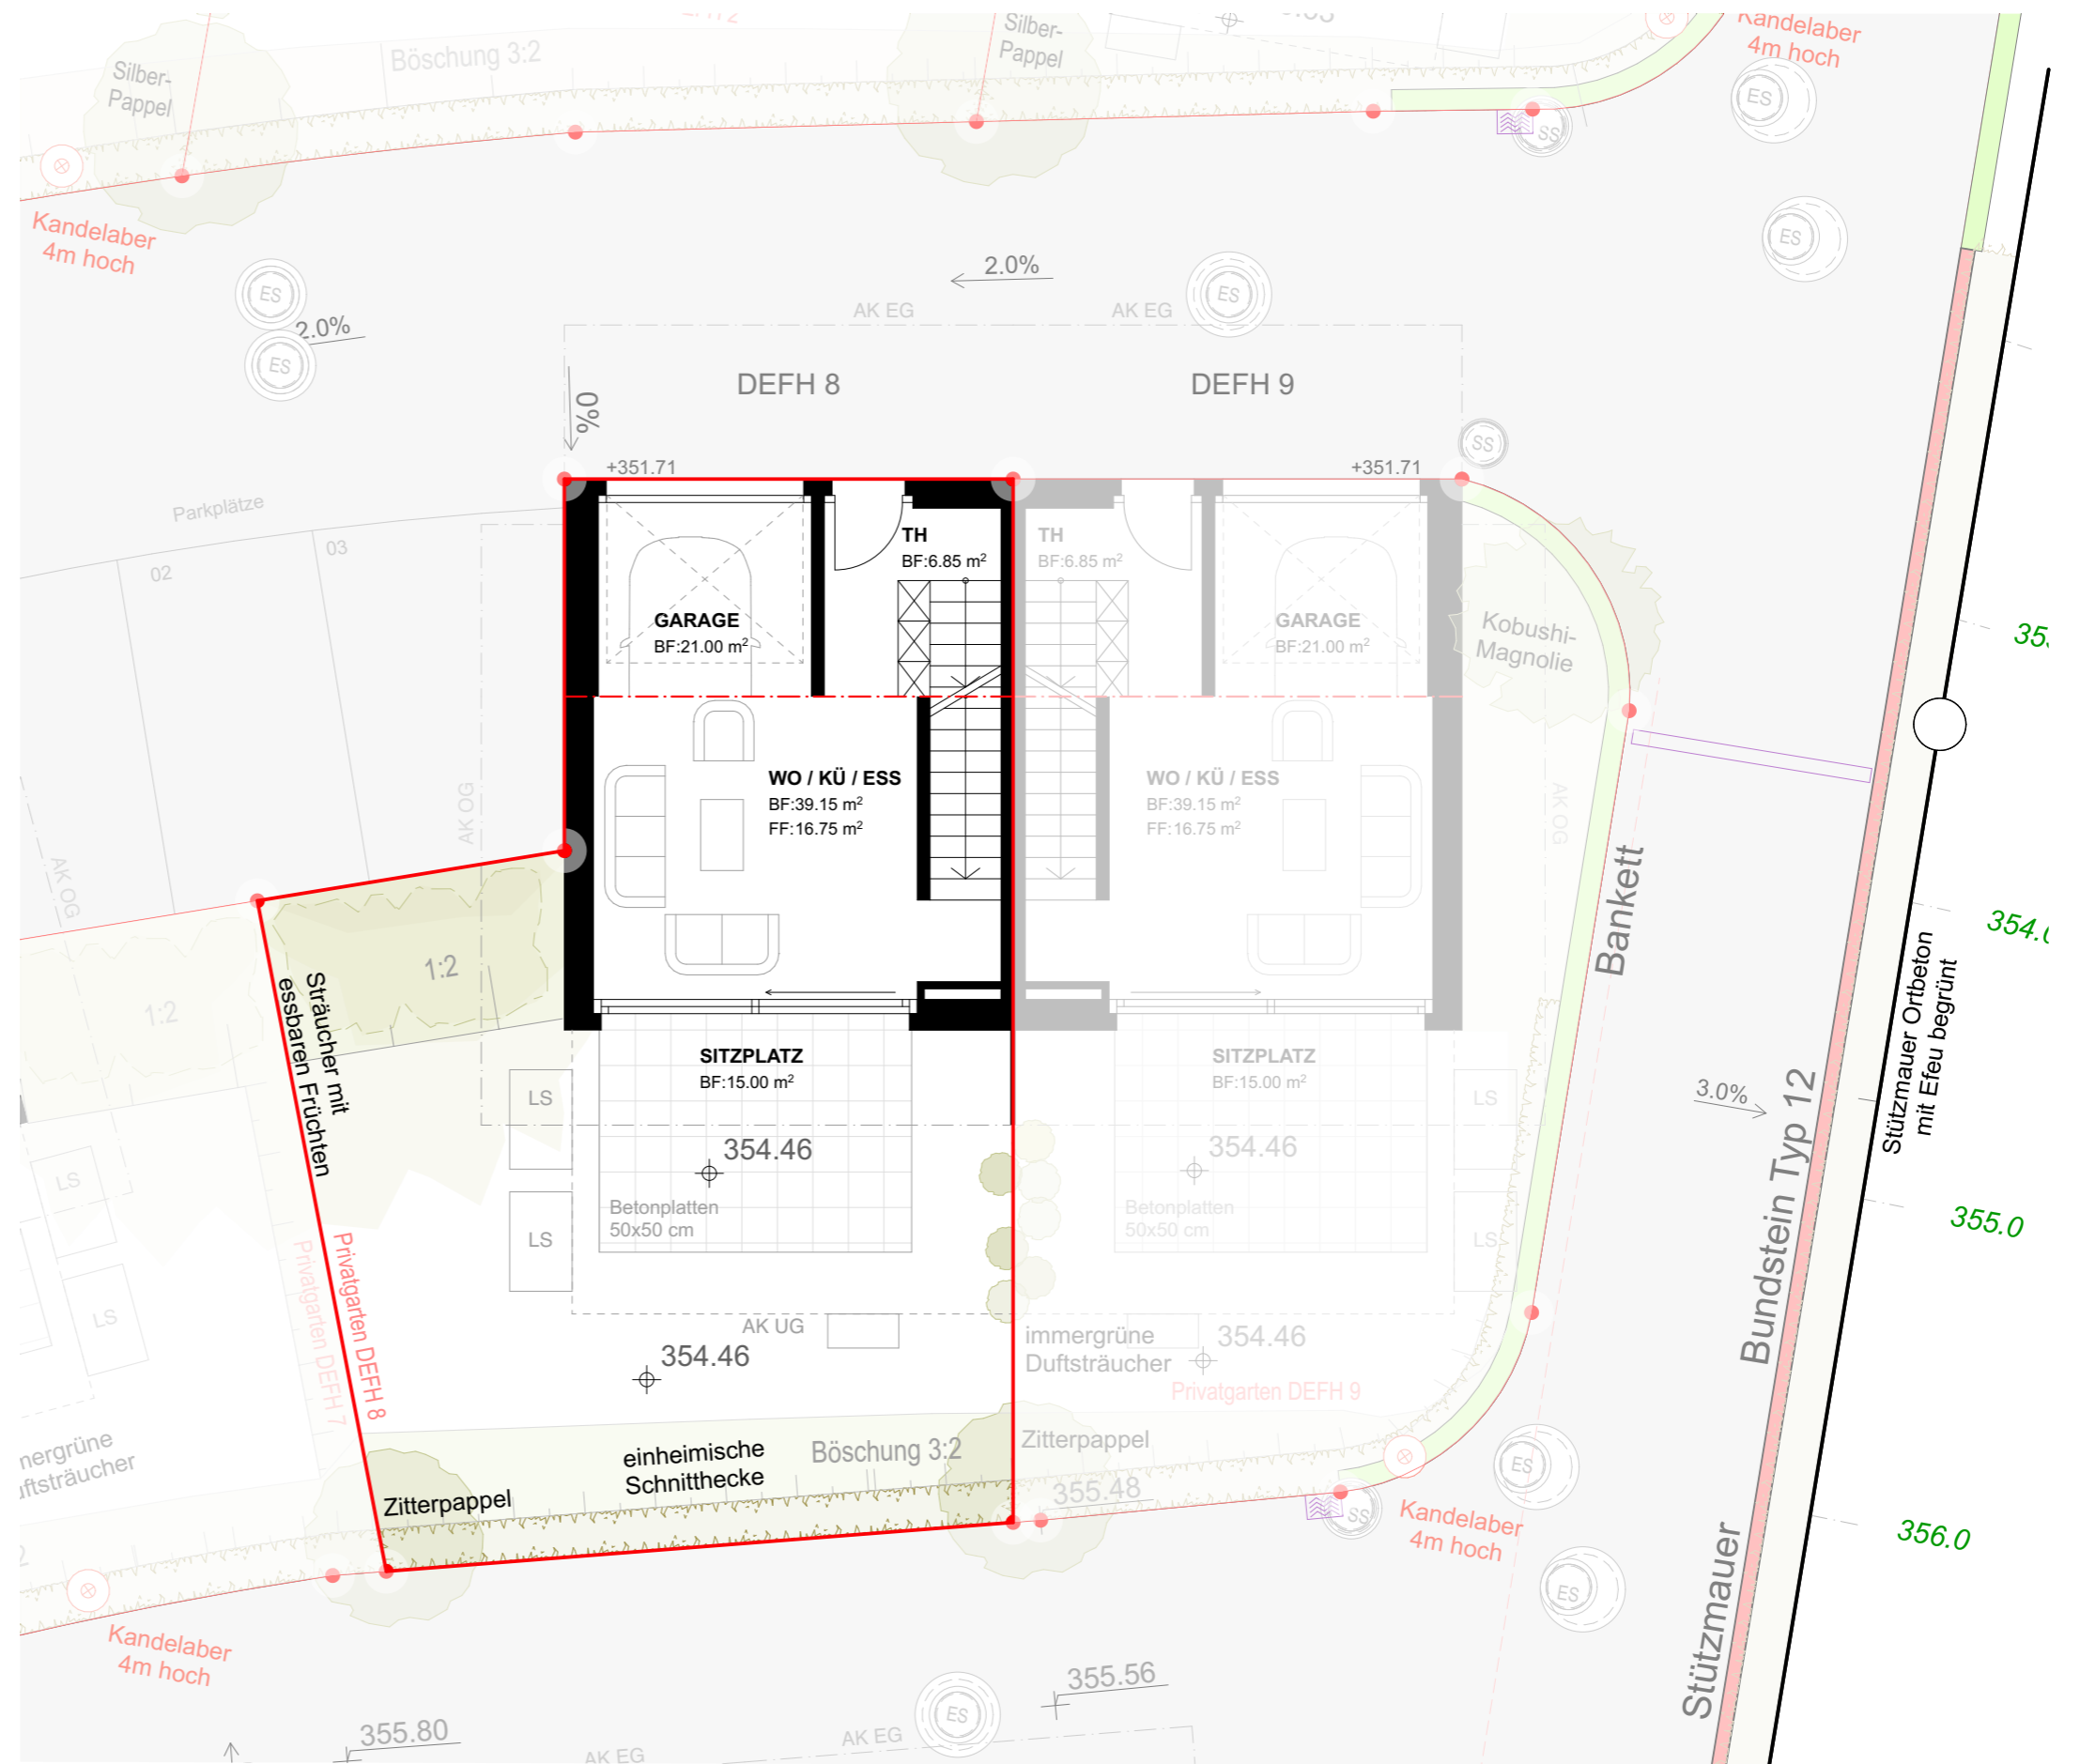 Silber-
Pappel
Böschung 3:2
Silber-
Pappel
Kandelaber
4m hoch
ES
SS
ES
Kandelaber
4m hoch
ES
2.0%
ES
2.0%
ES
AK EG
AK EG
DEFH 8
DEFH 9
0%
+351.71
+351.71
SS
Parkplätze
02
03
TH
BF:6.85 m²
TH
BF:6.85 m²
GARAGE
BF:21.00 m²
GARAGE
BF:21.00 m²
Kobushi-
Magnolie
WO / KÜ / ESS
BF:39.15 m²
FF:16.75 m²
WO / KÜ / ESS
BF:39.15 m²
FF:16.75 m²
AK OG
AK OG
AK OG
Bankett
354.0
1:2
1:2
Sträucher mit
essbaren Früchten
Stützmauer Ortbeton
mit Efeu begrünt
SITZPLATZ
BF:15.00 m²
SITZPLATZ
BF:15.00 m²
LS
LS
3.0%
354.46
354.46
LS
Betonplatten
50x50 cm
Betonplatten
50x50 cm
LS
LS
LS
355.0
Bundstein Typ 12
Privatgarten DEFH 7
Privatgarten DEFH 8
AK UG
354.46
immergrüne
Duftsträucher
354.46
Privatgarten DEFH 9
einheimische
Schnitthecke
Böschung 3:2
Zitterpappel
Zitterpappel
355.48
ES
SS
Kandelaber
4m hoch
356.0
ES
Stützmauer
Kandelaber
4m hoch
355.56
ES
355.80
AK EG
AK EG